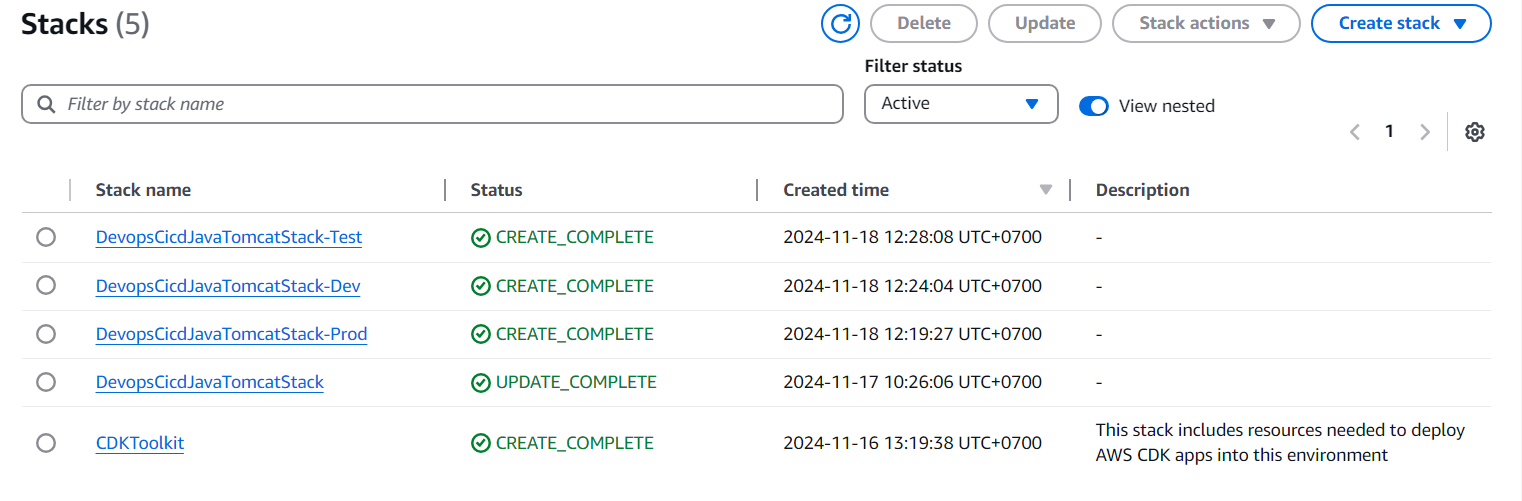 Stacks (5)
Delete
Update
Stack actions
Create stack
Filter status
Filter by stack name
Active
View nested
1
Stack name Status Created time Description
DevopsCicdJavaTomcatStack-Test CREATE_COMPLETE 2024-11-18 12:28:08 UTC+0700 -
DevopsCicdJavaTomcatStack-Dev CREATE_COMPLETE 2024-11-18 12:24:04 UTC+0700 -
DevopsCicdJavaTomcatStack-Prod CREATE_COMPLETE 2024-11-18 12:19:27 UTC+0700 -
DevopsCicdJavaTomcatStack UPDATE_COMPLETE 2024-11-17 10:26:06 UTC+0700 -
CDKToolkit CREATE_COMPLETE 2024-11-16 13:19:38 UTC+0700 This stack includes resources needed to deploy
AWS CDK apps into this environment